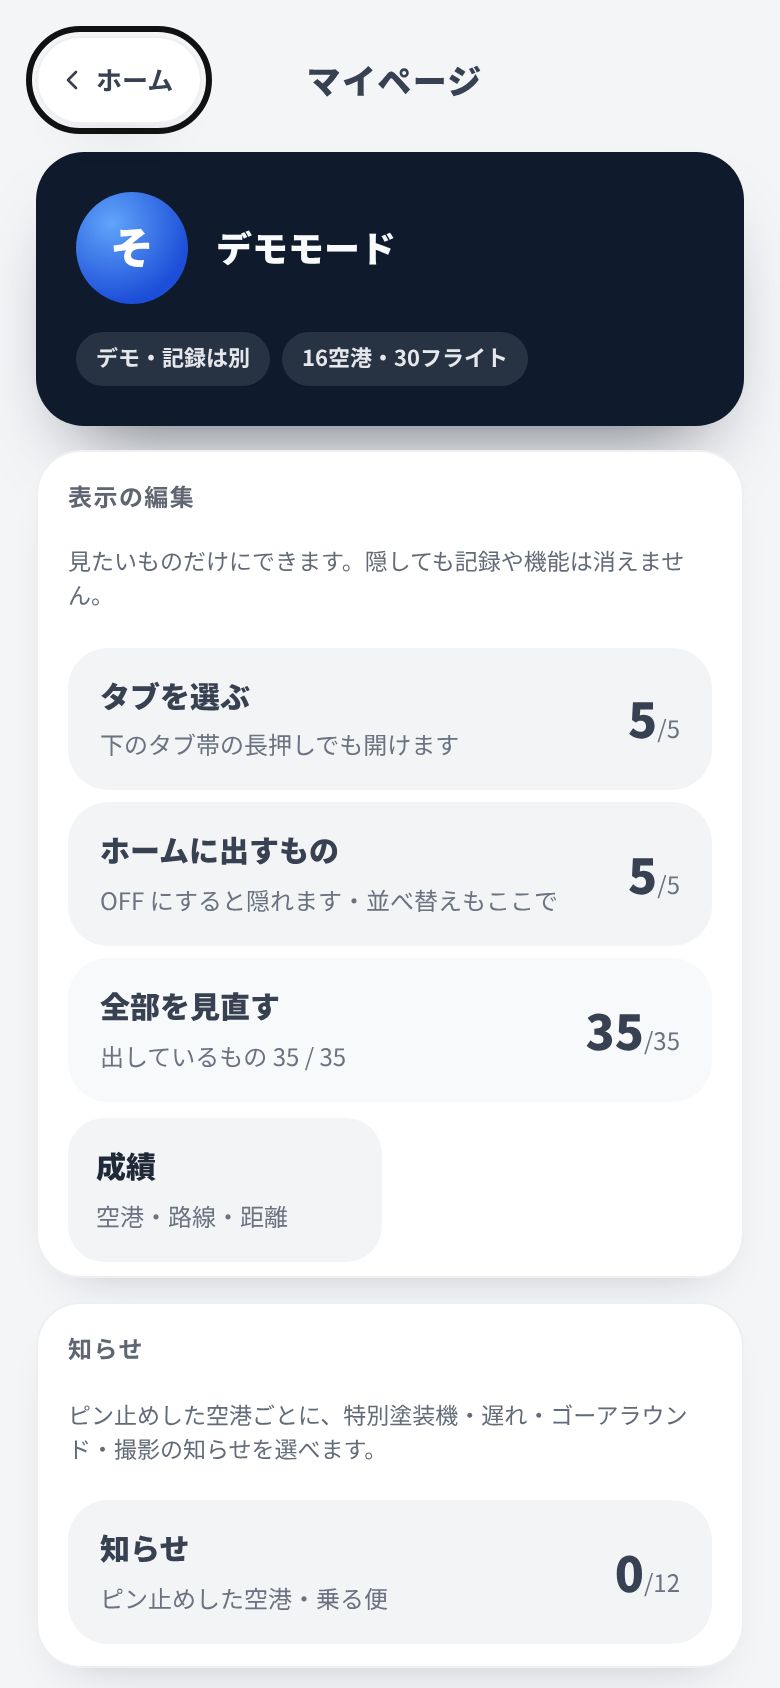 ホーム
マイページ
そ
デモモード
デモ・記録は別
16空港・30フライト
表示の編集
見たいものだけにできます。隠しても記録や機能は消えませ
ん。
タブを選ぶ
5/5
下のタブ帯の長押しでも開けます
ホームに出すもの
5/5
OFF にすると隠れます・並べ替えもここで
全部を見直す
35/35
出しているもの 35 / 35
成績
空港・路線・距離
知らせ
ピン止めした空港ごとに、特別塗装機・遅れ・ゴーアラウン
ド・撮影の知らせを選べます。
知らせ
0/12
ピン止めした空港・乗る便